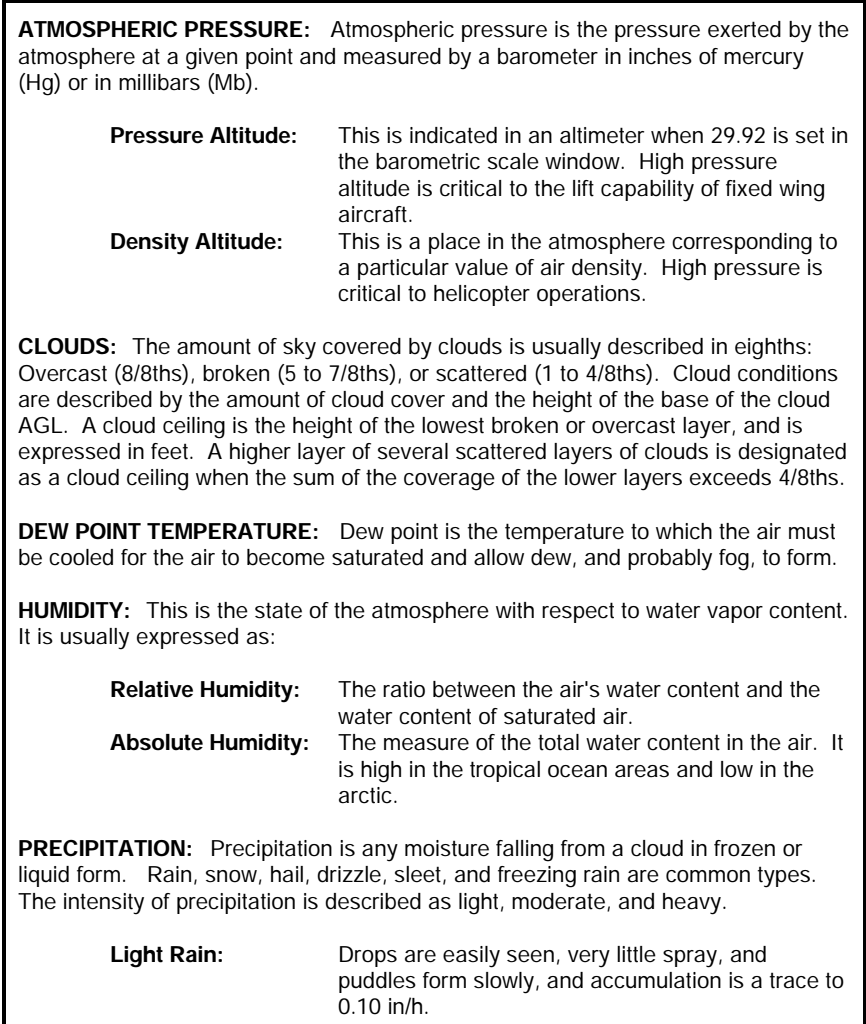 ATMOSPHERIC PRESSURE: Atmospheric pressure is the pressure exerted by the
atmosphere at a given point and measured by a barometer in inches of mercury
(Hg) or in millibars (Mb).
Pressure Altitude: This is indicated in an altimeter when 29.92 is set in
the barometric scale window. High pressure
altitude is critical to the lift capability of fixed wing
aircraft.
Density Altitude: This is a place in the atmosphere corresponding to
a particular value of air density. High pressure is
critical to helicopter operations.
CLOUDS: The amount of sky covered by clouds is usually described in eighths:
Overcast (8/8ths), broken (5 to 7/8ths), or scattered (1 to 4/8ths). Cloud conditions
are described by the amount of cloud cover and the height of the base of the cloud
AGL. A cloud ceiling is the height of the lowest broken or overcast layer, and is
expressed in feet. A higher layer of several scattered layers of clouds is designated
as a cloud ceiling when the sum of the coverage of the lower layers exceeds 4/8ths.
DEW POINT TEMPERATURE: Dew point is the temperature to which the air must
be cooled for the air to become saturated and allow dew, and probably fog, to form.
HUMIDITY: This is the state of the atmosphere with respect to water vapor content.
It is usually expressed as:
Relative Humidity: The ratio between the air's water content and the
water content of saturated air.
Absolute Humidity: The measure of the total water content in the air. It
is high in the tropical ocean areas and low in the
arctic.
PRECIPITATION: Precipitation is any moisture falling from a cloud in frozen or
liquid form. Rain, snow, hail, drizzle, sleet, and freezing rain are common types.
The intensity of precipitation is described as light, moderate, and heavy.
Light Rain: Drops are easily seen, very little spray, and
puddles form slowly, and accumulation is a trace to
0.10 in/h.